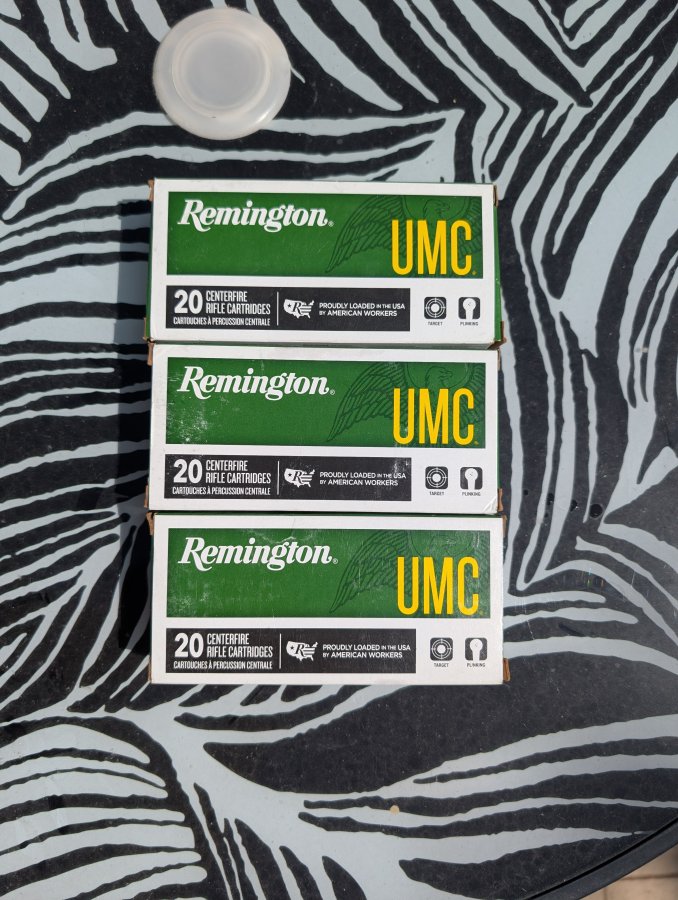 Remington®
UMC®
20 CENTERFIRE
RIFLE CARTRIDGES
CARTOUCHES À PERCUSSION CENTRALE
R
PROUDLY LOADED IN THE USA
BY AMERICAN WORKERS
TARGET
PLINKING
Remington®
UMC®
20 CENTERFIRE
RIFLE CARTRIDGES
CARTOUCHES À PERCUSSION CENTRALE
R
PROUDLY LOADED IN THE USA
BY AMERICAN WORKERS
TARGET
PLINKING
Remington®
UMC
20 CENTERFIRE
RIFLE CARTRIDGES
CARTOUCHES À PERCUSSION CENTRALE
R
PROUDLY LOADED IN THE USA
BY AMERICAN WORKERS
TARGET
PLINKING